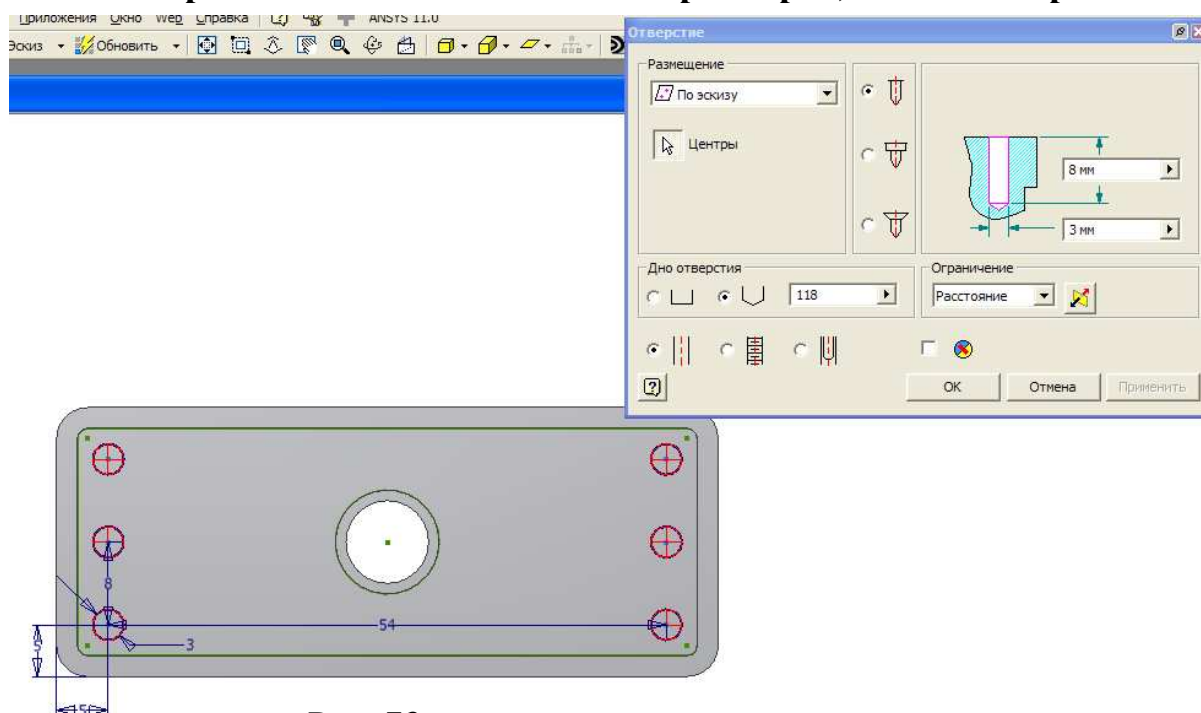 Приложения Окно Web Справка ANSYS 11.0
Эскиз Обновить
Отверстие
Размещение
По эскизу
Центры
8 мм
3 мм
Дно отверстия
118
Ограничение
Расстояние
OK Отмена Применить
8
54
3
5
5